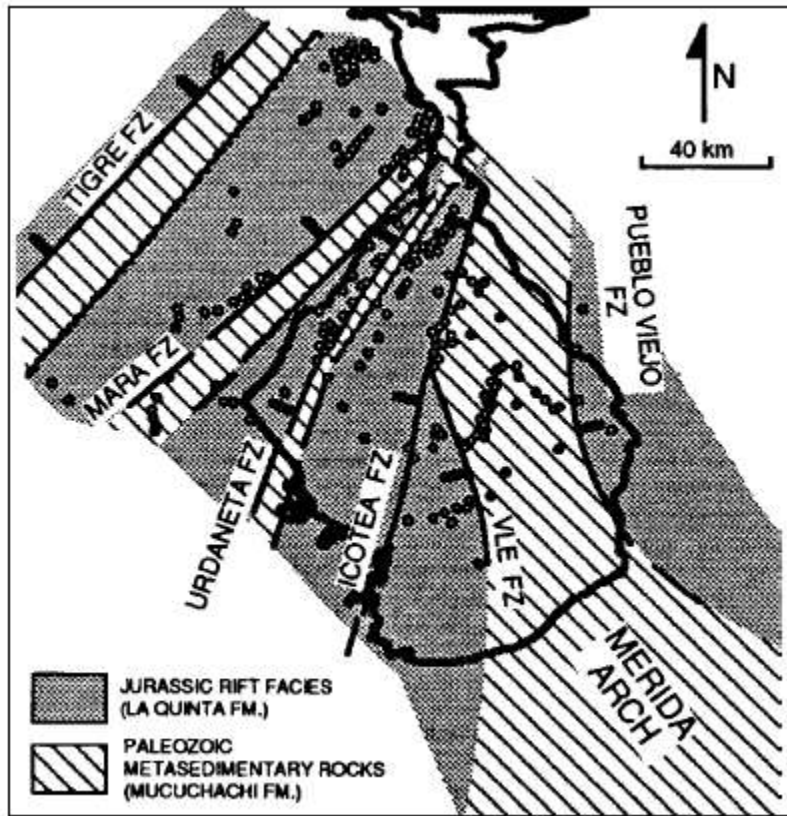 N
40 km
TIGRE FZ
PUEBLO VIEJO
FZ
MARA FZ
URDANETA FZ
ICOTEA FZ
VLE FZ
MERIDA
ARCH
JURASSIC RIFT FACIES
(LA QUINTA FM.)
PALEOZOIC
METASEDIMENTARY ROCKS
(MUCUCHACHI FM.)